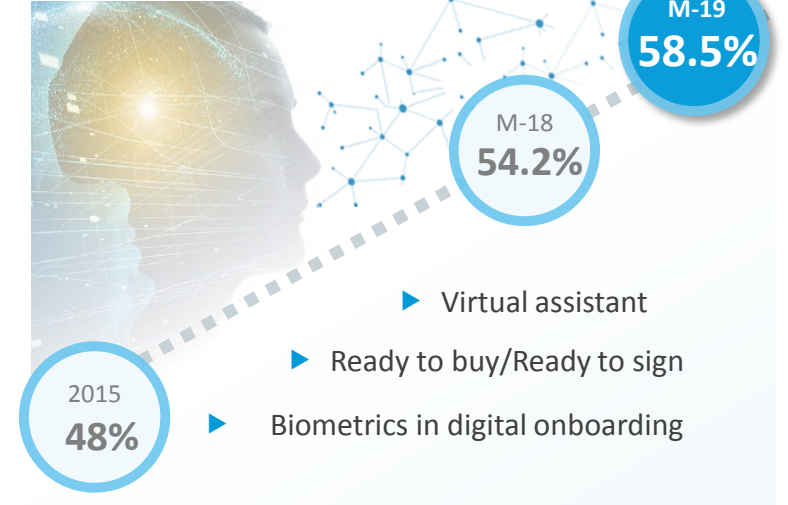 M-19
58.5%
M-18
54.2%
Virtual assistant
Ready to buy/Ready to sign
2015
48%
Biometrics in digital onboarding